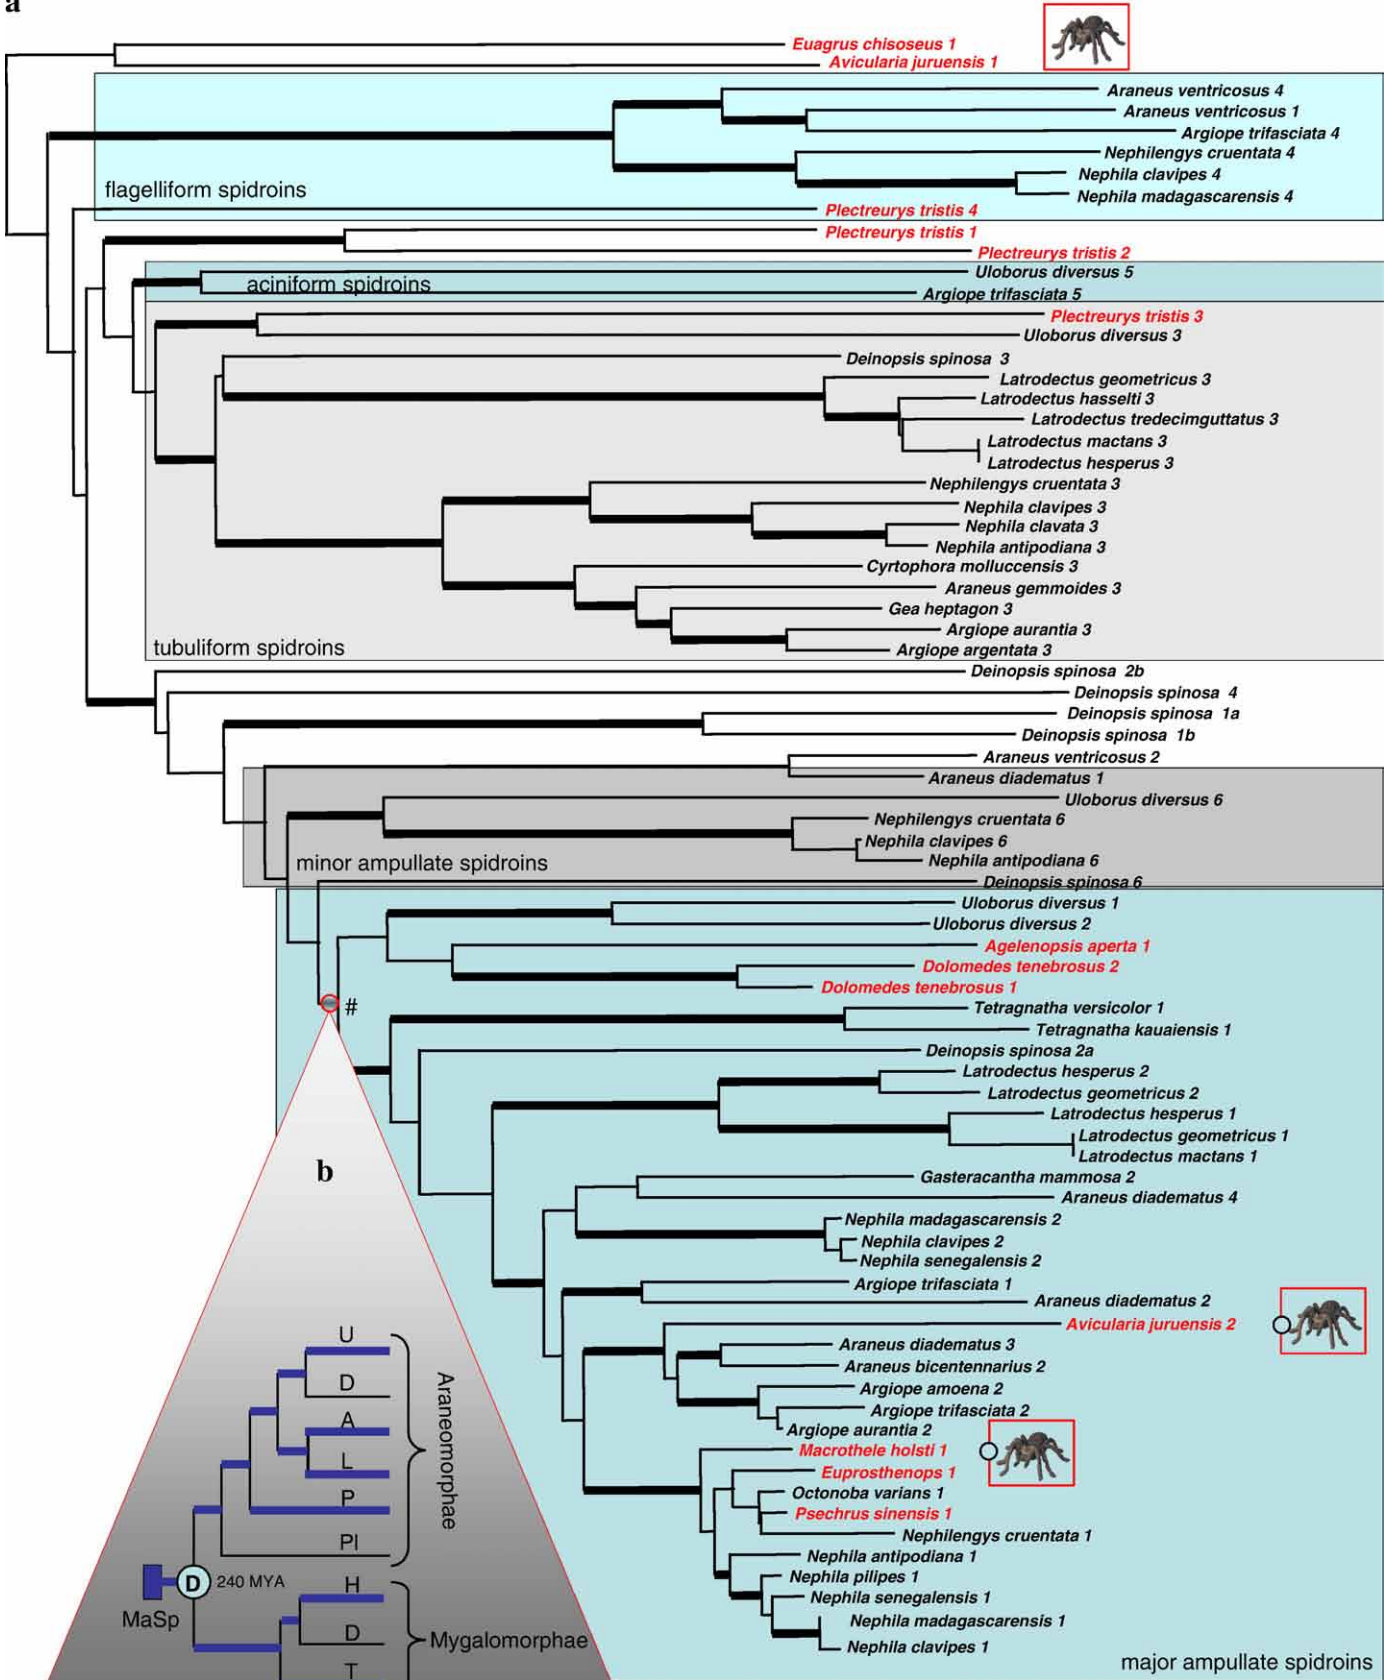 a
Euagrus chisoseus 1
Avicularia juruensis 1
Araneus ventricosus 4
Araneus ventricosus 1
Argiope trifasciata 4
Nephilengys cruentata 4
Nephila clavipes 4
Nephila madagascarensis 4
flagelliform spidroins
Plectreurys tristis 4
Plectreurys tristis 1
Plectreurys tristis 2
Uloborus diversus 5
aciniform spidroins
Argiope trifasciata 5
Plectreurys tristis 3
Uloborus diversus 3
Deinopsis spinosa 3
Latrodectus geometricus 3
Latrodectus hasselti 3
Latrodectus tredecimguttatus 3
Latrodectus mactans 3
Latrodectus hesperus 3
Nephilengys cruentata 3
Nephila clavipes 3
Nephila clavata 3
Nephila antipodiana 3
Cyrtophora molluccensis 3
Araneus gemmoides 3
Gea heptagon 3
Argiope aurantia 3
Argiope argentata 3
tubuliform spidroins
Deinopsis spinosa 2b
Deinopsis spinosa 4
Deinopsis spinosa 1a
Deinopsis spinosa 1b
Araneus ventricosus 2
Araneus diadematus 1
Uloborus diversus 6
Nephilengys cruentata 6
Nephila clavipes 6
Nephila antipodiana 6
minor ampullate spidroins
Deinopsis spinosa 6
Uloborus diversus 1
Uloborus diversus 2
Agelenopsis aperta 1
Dolomedes tenebrosus 2
Dolomedes tenebrosus 1
#
Tetragnatha versicolor 1
Tetragnatha kauaiensis 1
Deinopsis spinosa 2a
Latrodectus hesperus 2
Latrodectus geometricus 2
Latrodectus hesperus 1
Latrodectus geometricus 1
Latrodectus mactans 1
b
Gasteracantha mammosa 2
Araneus diadematus 4
Nephila madagascarensis 2
Nephila clavipes 2
Nephila senegalensis 2
Argiope trifasciata 1
Araneus diadematus 2
Avicularia juruensis 2
Araneus diadematus 3
Araneus bicentennarius 2
Argiope amoena 2
Argiope trifasciata 2
Argiope aurantia 2
Macrothele holsti 1
Euprosthenops 1
Octonoba varians 1
Psechrus sinensis 1
Nephilengys cruentata 1
Nephila antipodiana 1
Nephila pilipes 1
Nephila senegalensis 1
Nephila madagascarensis 1
Nephila clavipes 1
major ampullate spidroins
U
D
A
L
P
Pl
Araneomorphae
D
240 MYA
MaSp
H
D
T
Mygalomorphae